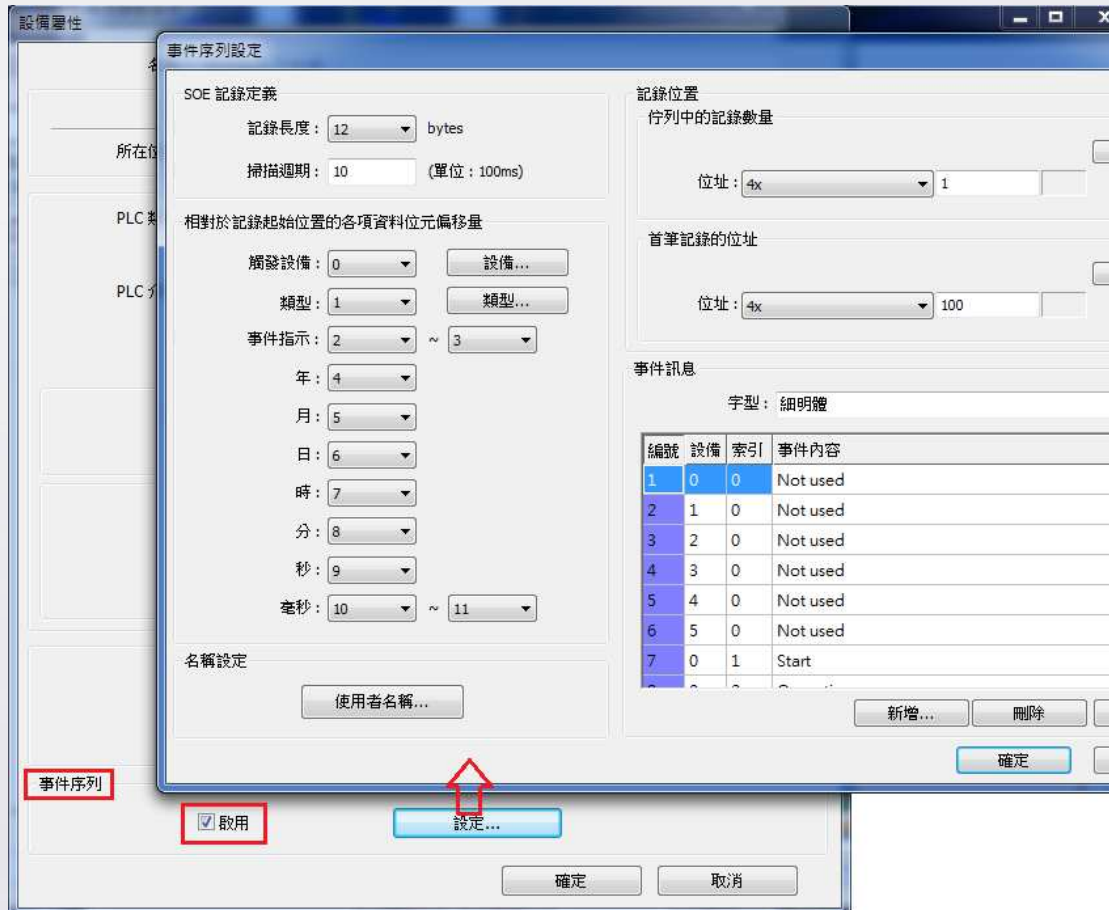 設備屬性
事件序列設定
SOE 記錄定義
記錄長度： 12 bytes
掃描週期： 10 (單位：100ms)
相對於記錄起始位置的各項資料位元偏移量
觸發設備： 0 設備...
類型： 1 類型...
事件指示： 2 ~ 3
年： 4
月： 5
日： 6
時： 7
分： 8
秒： 9
毫秒： 10 ~ 11
名稱設定
使用者名稱...
記錄位置
佇列中的記錄數量
位址： 4x 1
首筆記錄的位址
位址： 4x 100
事件訊息
字型： 細明體
編號 設備 索引 事件內容
1 0 0 Not used
2 1 0 Not used
3 2 0 Not used
4 3 0 Not used
5 4 0 Not used
6 5 0 Not used
7 0 1 Start
新增... 刪除
確定
所在位
PLC
PLC
事件序列
啟用 設定...
確定 取消